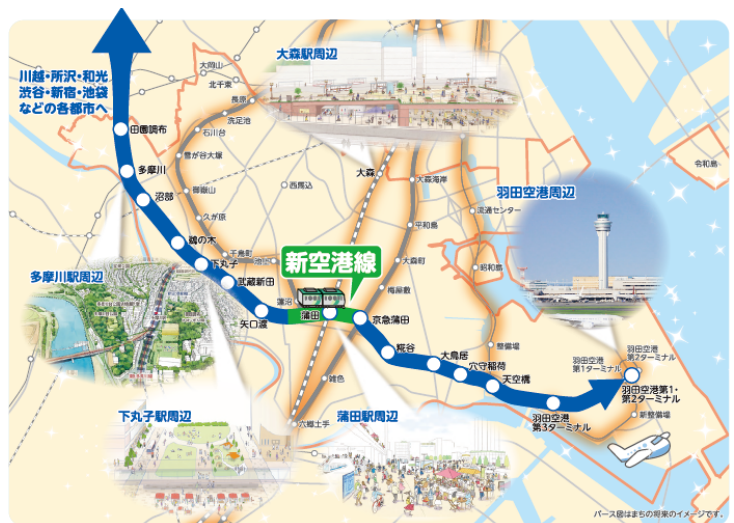 川越・所沢・和光
渋谷・新宿・池袋
などの各都市へ
大森駅周辺
大岡山
北千束
長原
洗足池
石川台
雪が谷大塚
御嶽山
久が原
千鳥町
池上
蓮沼
西馬込
大森
大森海岸
平和島
大森町
梅屋敷
流通センター
昭和島
整備場
令和島
羽田空港周辺
田園調布
多摩川
沼部
鵜の木
下丸子
武蔵新田
矢口渡
新空港線
蒲田
京急蒲田
糀谷
大鳥居
穴守稲荷
天空橋
羽田空港
第3ターミナル
羽田空港
第1ターミナル
羽田空港
第2ターミナル
羽田空港第1・
第2ターミナル
新整備場
雑色
六郷土手
多摩川駅周辺
下丸子駅周辺
蒲田駅周辺
パース図はまちの将来のイメージです。